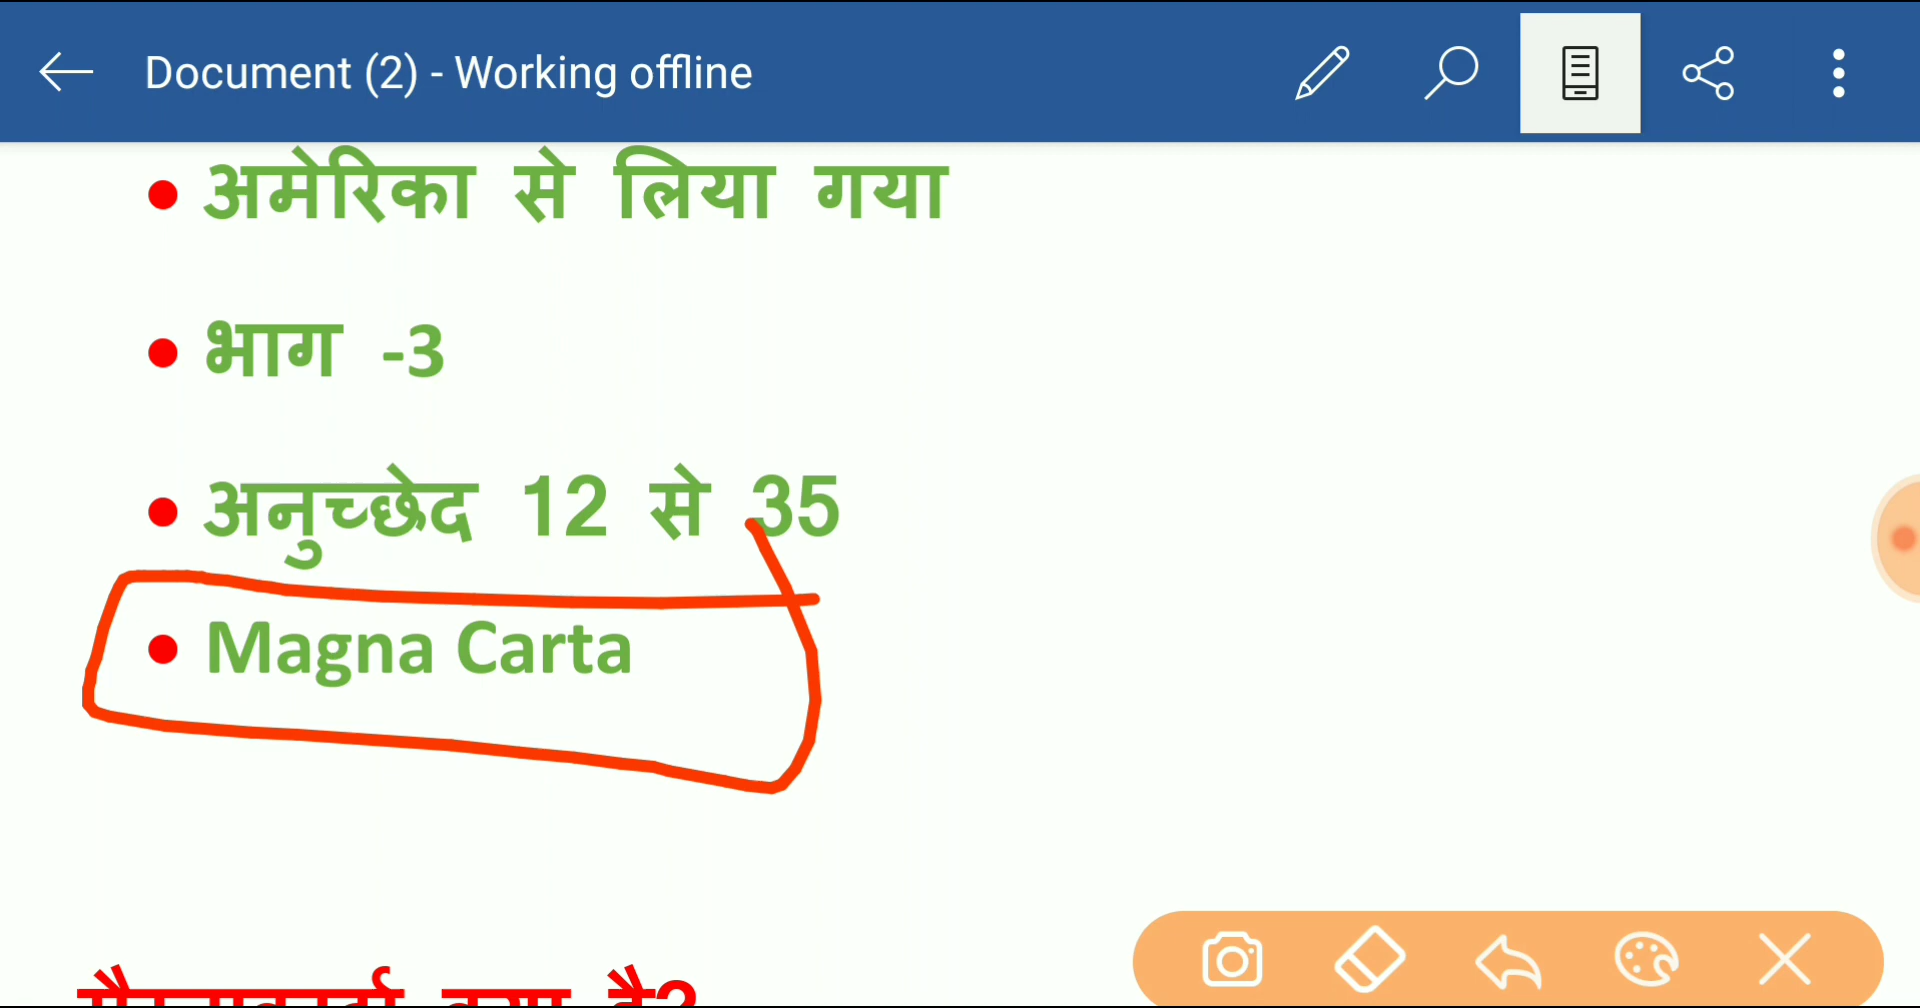 Document (2) - Working offline
अमेरिका से लिया गया
भाग -3
अनुच्छेद 12 से 35
Magna Carta
क्या है?